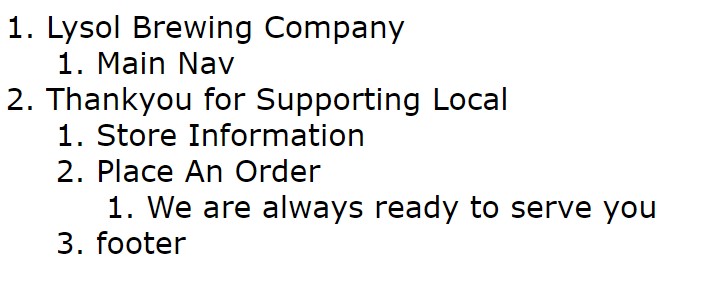 1. Lysol Brewing Company
1. Main Nav
2. Thankyou for Supporting Local
1. Store Information
2. Place An Order
1. We are always ready to serve you
3. footer